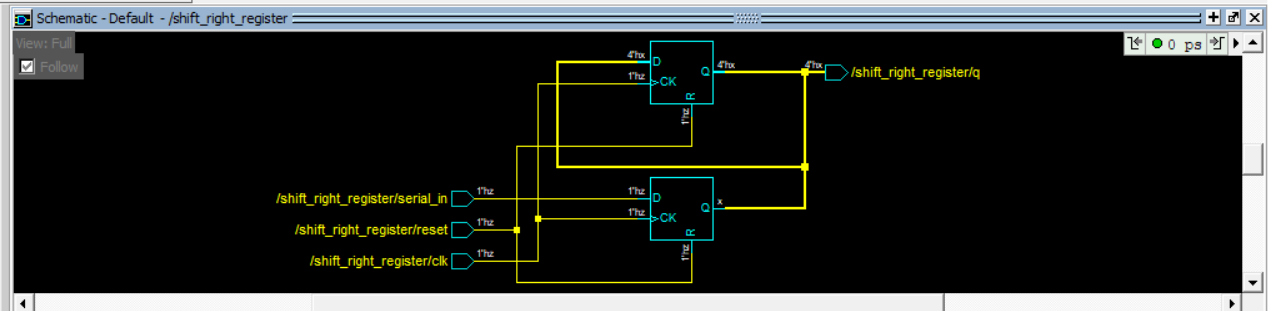 Schematic - Default - /shift_right_register
View: Full
Follow
0 ps
4'hx
D
Q
4'hx
4'hx
/shift_right_register/q
1'hz
CK
R
1'hz
/shift_right_register/serial_in
1'hz
1'hz
D
Q
x
/shift_right_register/reset
1'hz
1'hz
CK
R
/shift_right_register/clk
1'hz
1'hz